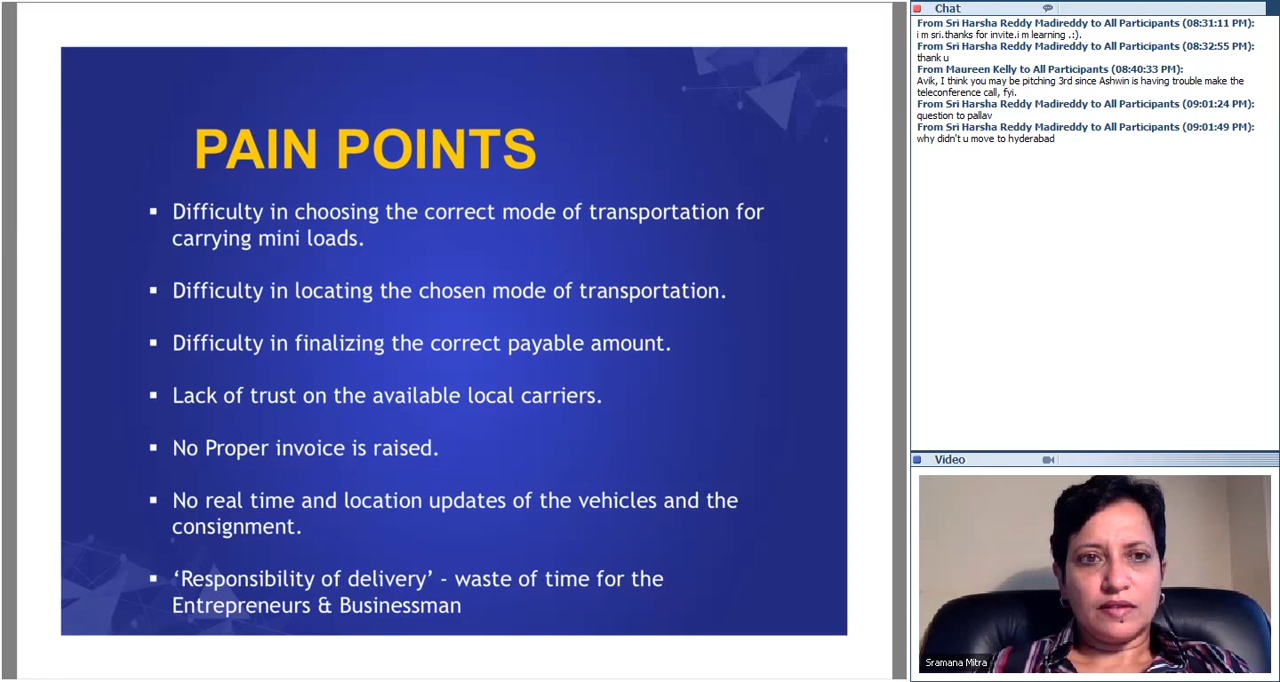 PAIN POINTS
▪ Difficulty in choosing the correct mode of transportation for
carrying mini loads.
▪ Difficulty in locating the chosen mode of transportation.
▪ Difficulty in finalizing the correct payable amount.
▪ Lack of trust on the available local carriers.
▪ No Proper invoice is raised.
▪ No real time and location updates of the vehicles and the
consignment.
▪ ‘Responsibility of delivery’ - waste of time for the
Entrepreneurs & Businessman
Chat
From Sri Harsha Reddy Madireddy to All Participants (08:31:11 PM):
i m sri.thanks for invite.i m learning .:).
From Sri Harsha Reddy Madireddy to All Participants (08:32:55 PM):
thank u
From Maureen Kelly to All Participants (08:40:33 PM):
Avik, I think you may be pitching 3rd since Ashwin is having trouble make the
teleconference call, fyi.
From Sri Harsha Reddy Madireddy to All Participants (09:01:24 PM):
question to pallav
From Sri Harsha Reddy Madireddy to All Participants (09:01:49 PM):
why didn't u move to hyderabad
Video
Sramana Mitra